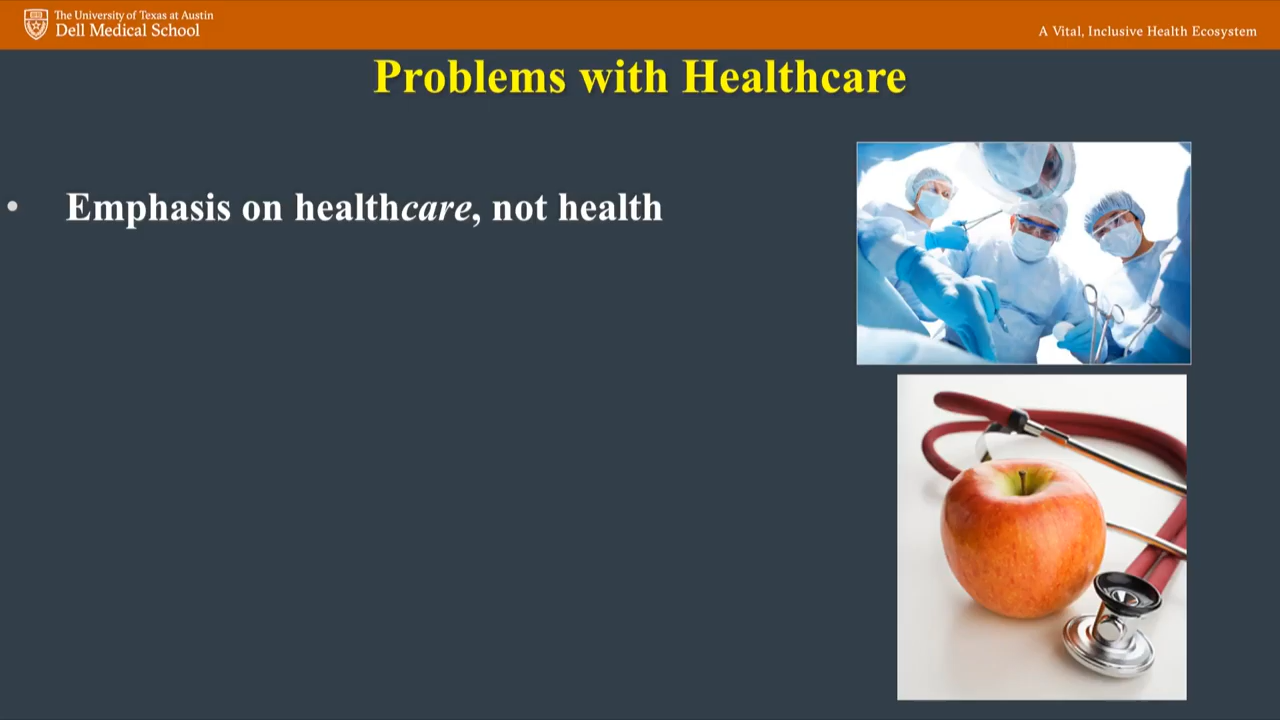 The University of Texas at Austin
Dell Medical School
A Vital, Inclusive Health Ecosystem
Problems with Healthcare
• Emphasis on healthcare, not health